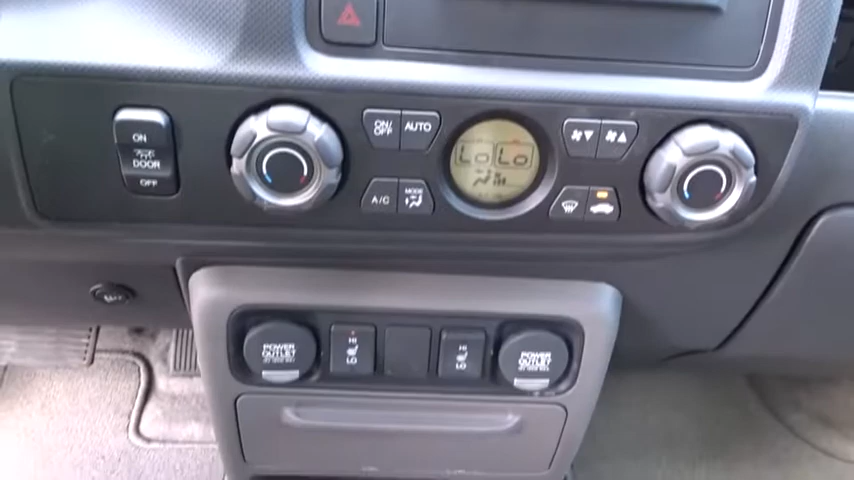 ON
DOOR
OFF
ON/
OFF
AUTO
A/C
MODE
Lo Lo
POWER
OUTLET
HI
LO
HI
LO
POWER
OUTLET